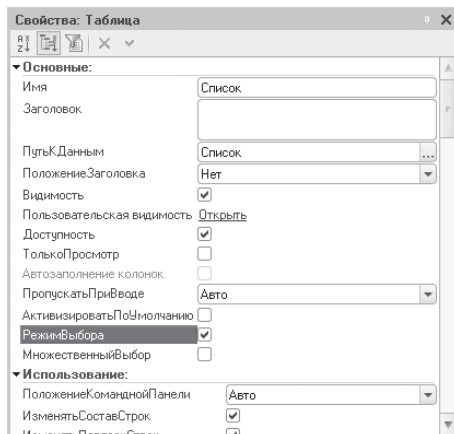 Свойства: Таблица
Основные:
Имя Список
Заголовок
ПутьКДанным Список ...
ПоложениеЗаголовка Нет
Видимость
Пользовательская видимость Открыть
Доступность
ТолькоПросмотр
Автозаполнение колонок
ПропускатьПриВводе Авто
АктивизироватьПоУмолчанию
РежимВыбора
МножественныйВыбор
Использование:
ПоложениеКоманднойПанели Авто
ИзменятьСоставСтрок